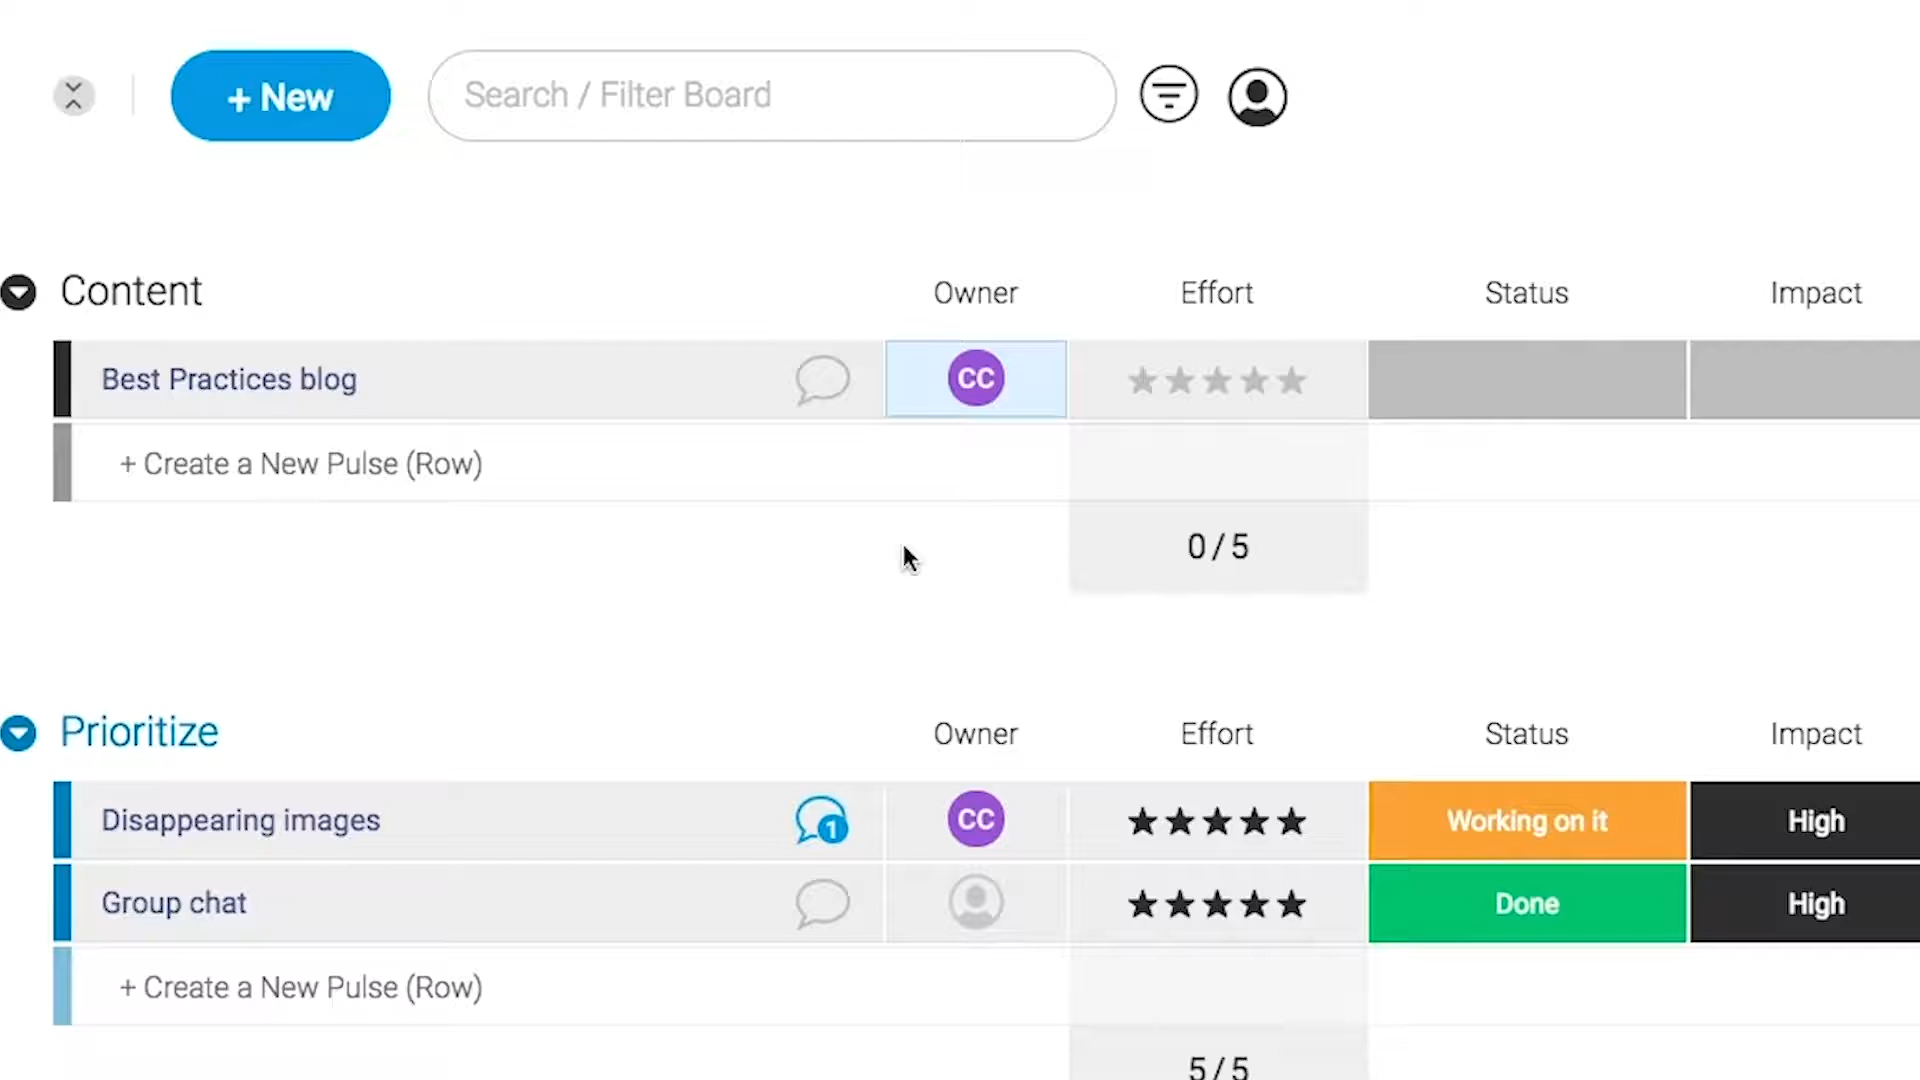 + New
Search / Filter Board
Content Owner Effort Status Impact
Best Practices blog CC
+ Create a New Pulse (Row)
0 / 5
Prioritize Owner Effort Status Impact
Disappearing images 1 CC Working on it High
Group chat Done High
+ Create a New Pulse (Row)
5 / 5